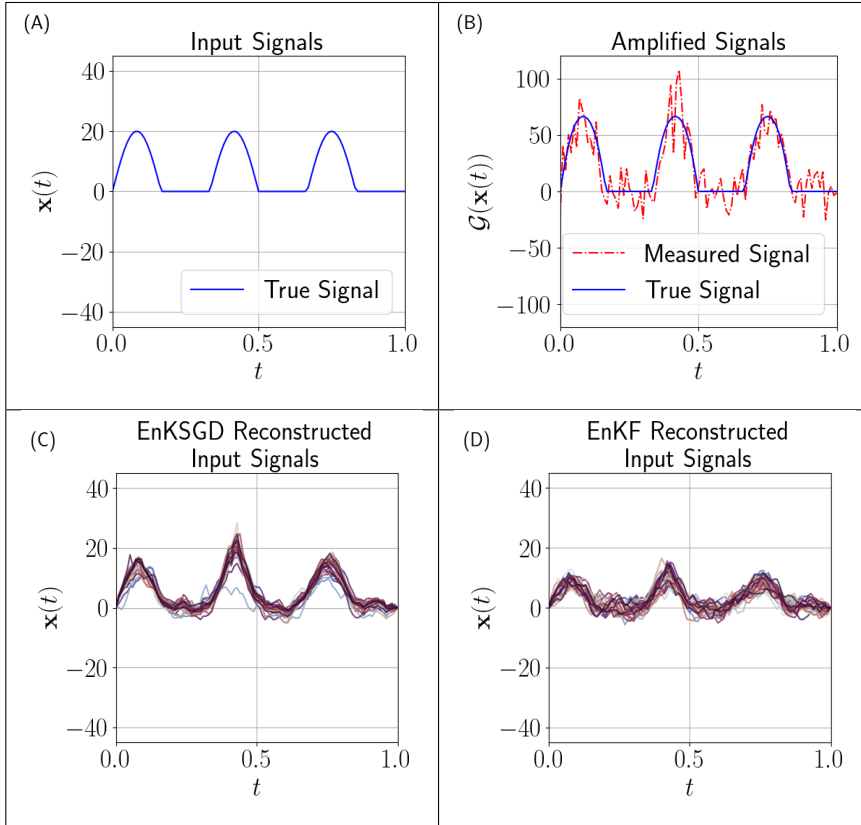 (A)
Input Signals
40
20
0
−20
−40
x(t)
True Signal
0.0
0.5
1.0
t
(B)
Amplified Signals
100
50
0
−50
−100
G(x(t))
Measured Signal
True Signal
0.0
0.5
1.0
t
(C)
EnKSGD Reconstructed
Input Signals
40
20
0
−20
−40
x(t)
0.0
0.5
1.0
t
(D)
EnKF Reconstructed
Input Signals
40
20
0
−20
−40
x(t)
0.0
0.5
1.0
t